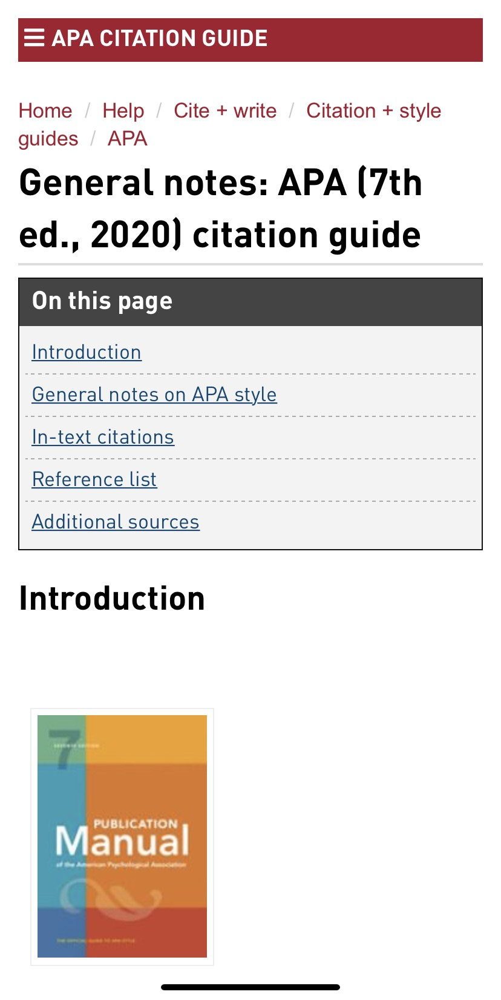 APA CITATION GUIDE
Home / Help / Cite + write / Citation + style
guides / APA
General notes: APA (7th
ed., 2020) citation guide
On this page
Introduction
General notes on APA style
In-text citations
Reference list
Additional sources
Introduction
7
SEVENTH EDITION
PUBLICATION
Manual
of the American Psychological Association
THE OFFICIAL GUIDE TO APA STYLE